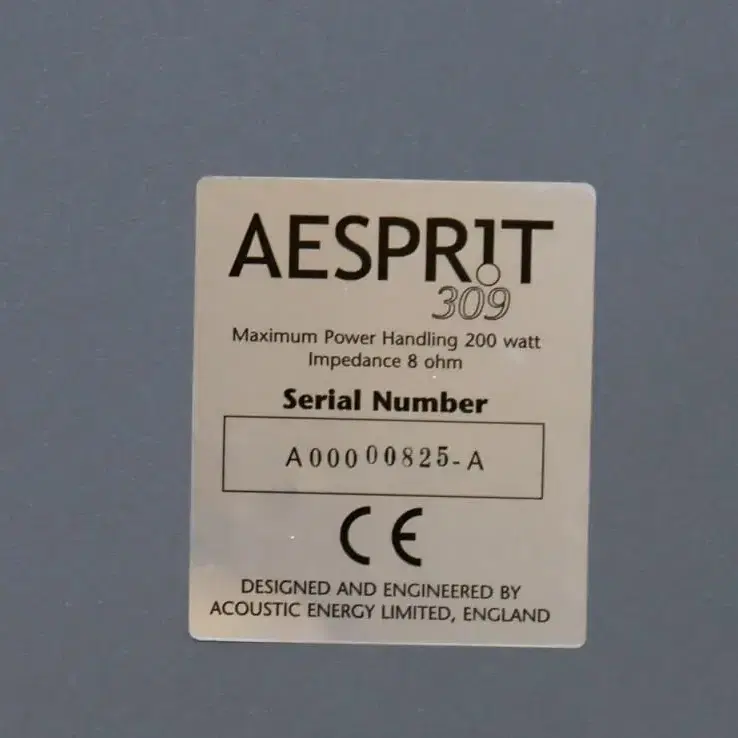 AESPRIT
309
Maximum Power Handling 200 watt
Impedance 8 ohm
Serial Number
A00000825-A
CE
DESIGNED AND ENGINEERED BY
ACOUSTIC ENERGY LIMITED, ENGLAND